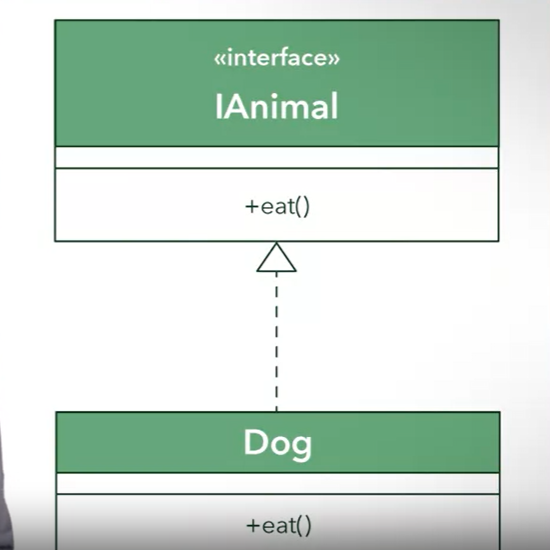 «interface»
IAnimal
+eat()
Dog
+eat()